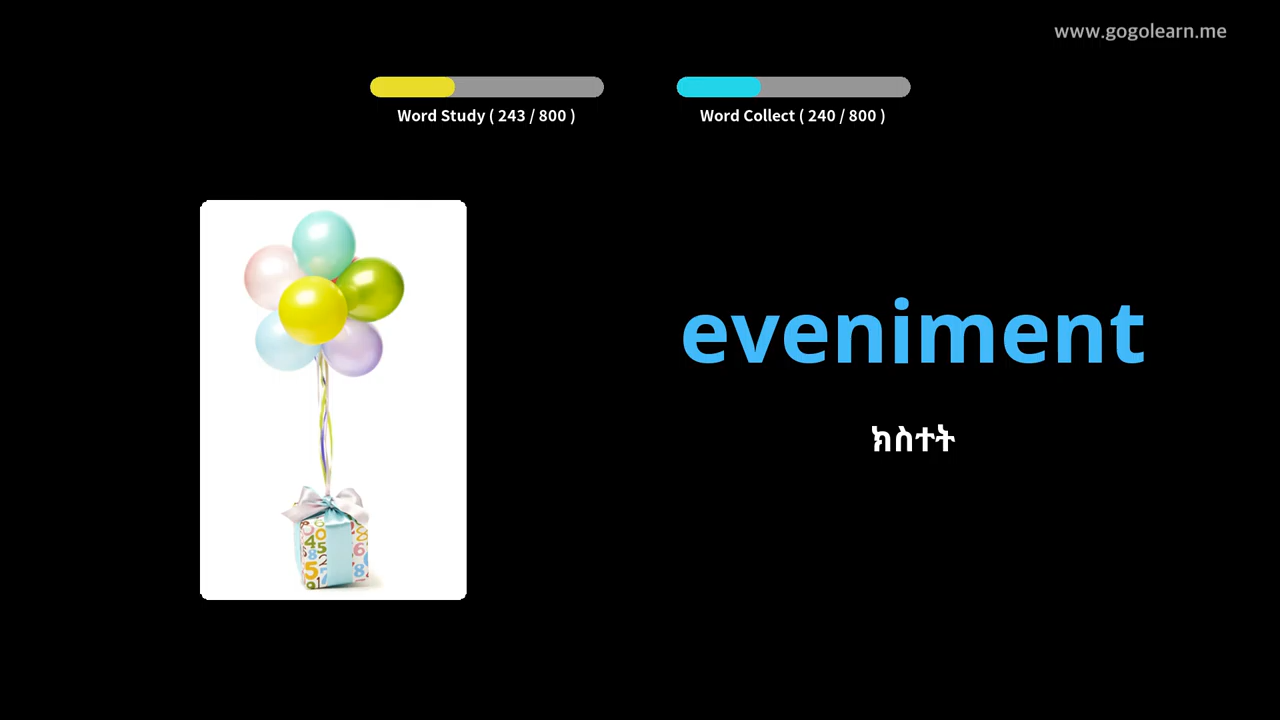 www.gogolearn.me
Word Study ( 243 / 800 )
Word Collect ( 240 / 800 )
eveniment
ክስተት